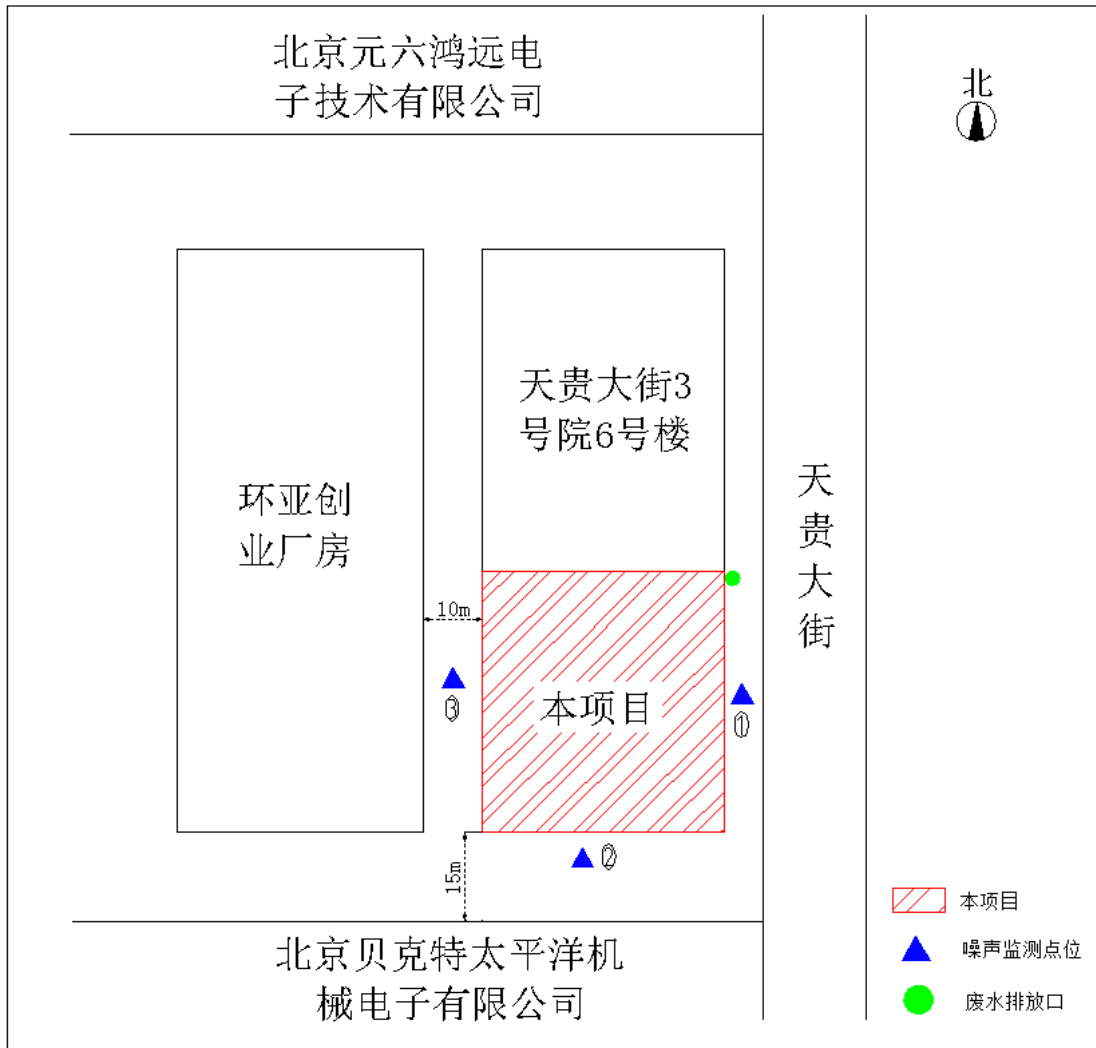 北京元六鸿远电
子技术有限公司
北
天贵大街3
号院6号楼
环亚创
业厂房
天
贵
大
街
10m
本项目
③
①
②
15m
本项目
噪声监测点位
废水排放口
北京贝克特太平洋机
械电子有限公司